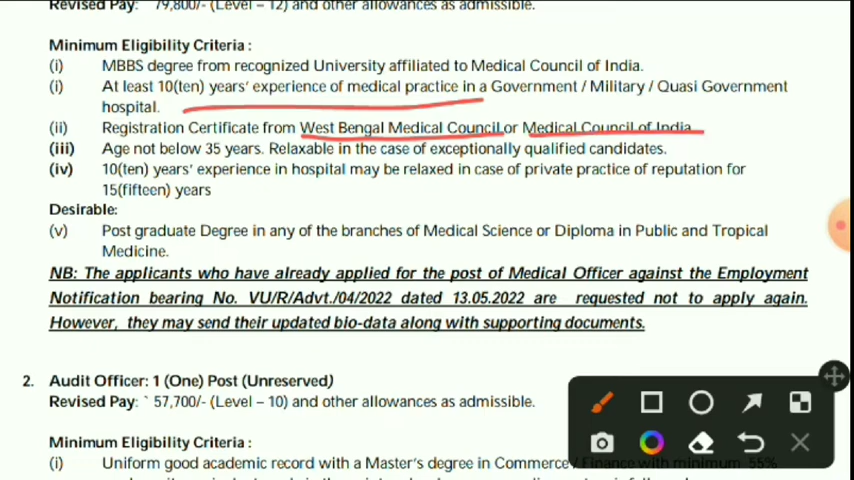 Revised Pay: `79,800/- (Level – 12) and other allowances as admissible.
Minimum Eligibility Criteria :
(i) MBBS degree from recognized University affiliated to Medical Council of India.
(i) At least 10(ten) years' experience of medical practice in a Government / Military / Quasi Government
hospital.
(ii) Registration Certificate from West Bengal Medical Council or Medical Council of India.
(iii) Age not below 35 years. Relaxable in the case of exceptionally qualified candidates.
(iv) 10(ten) years' experience in hospital may be relaxed in case of private practice of reputation for
15(fifteen) years
Desirable:
(v) Post graduate Degree in any of the branches of Medical Science or Diploma in Public and Tropical
Medicine.
NB: The applicants who have already applied for the post of Medical Officer against the Employment
Notification bearing No. VU/R/Advt./04/2022 dated 13.05.2022 are requested not to apply again.
However, they may send their updated bio-data along with supporting documents.
2. Audit Officer: 1 (One) Post (Unreserved)
Revised Pay: ` 57,700/- (Level – 10) and other allowances as admissible.
Minimum Eligibility Criteria :
(i) Uniform good academic record with a Master's degree in Commerce / Finance with minimum 55%